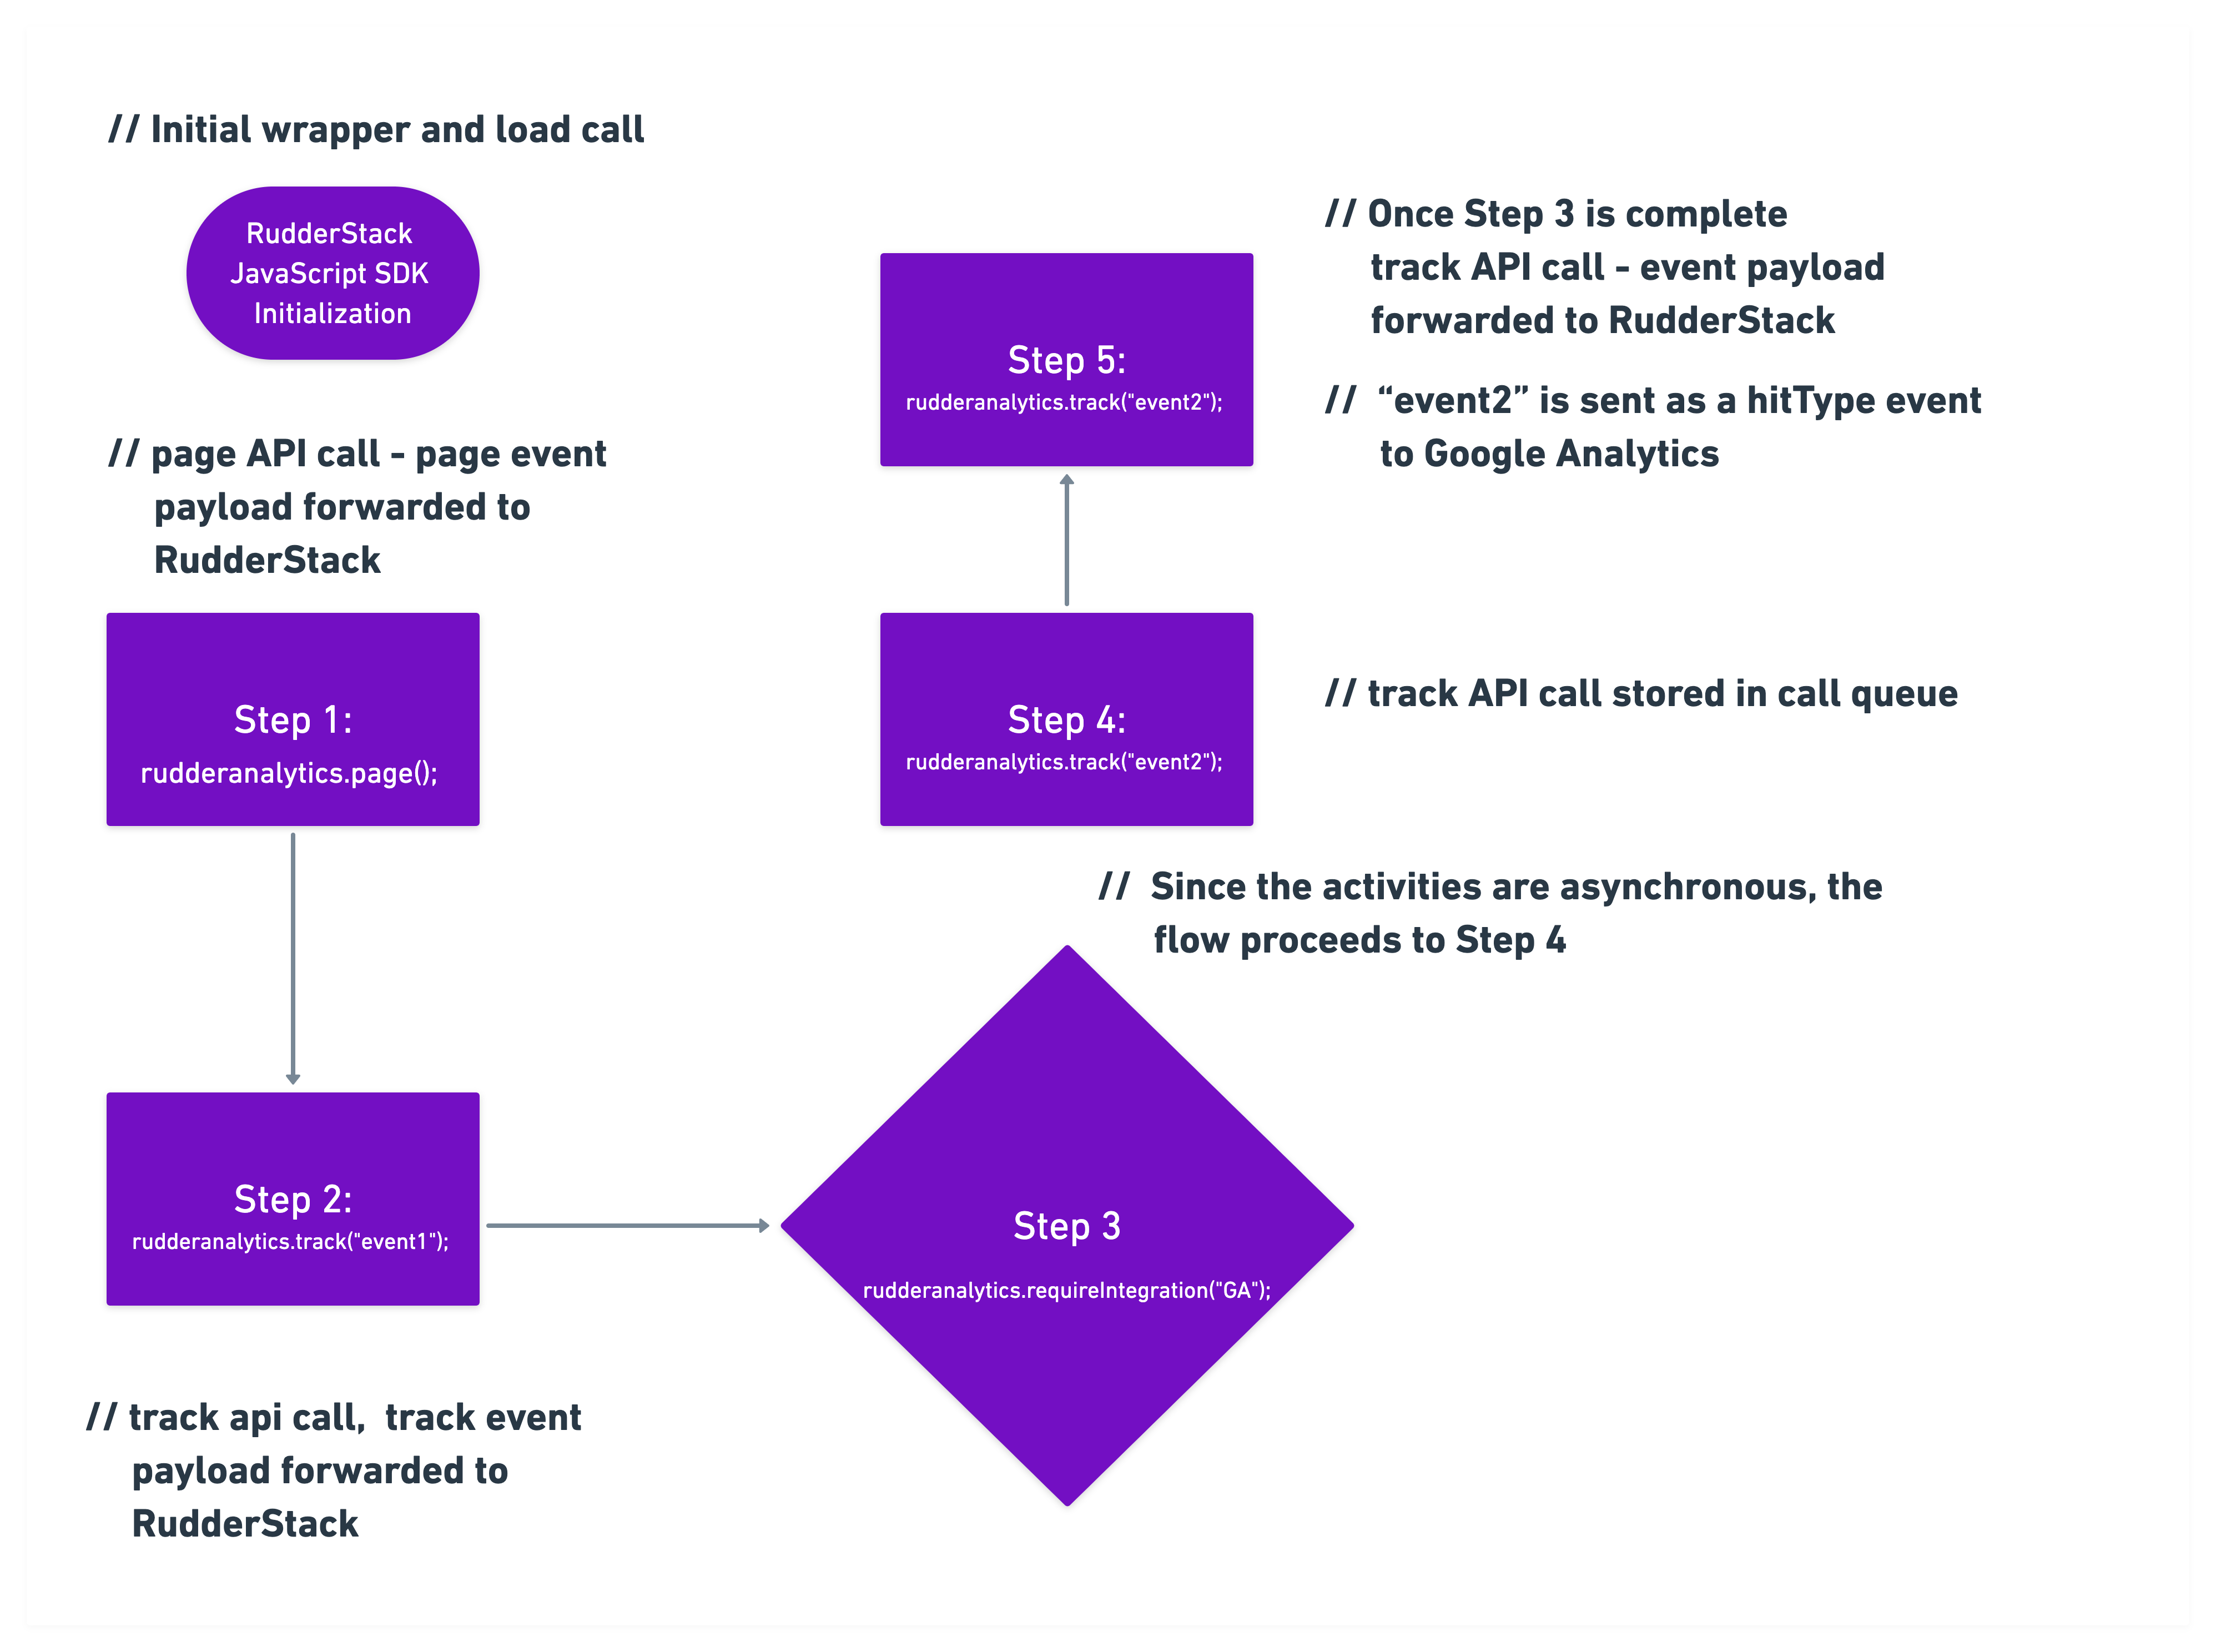 // Initial wrapper and load call
RudderStack
JavaScript SDK
Initialization
// page API call - page event
payload forwarded to
RudderStack
Step 1:
rudderanalytics.page();
Step 2:
rudderanalytics.track("event1");
// track api call,  track event
payload forwarded to
RudderStack
Step 3
rudderanalytics.requireIntegration("GA");
//  Since the activities are asynchronous, the
flow proceeds to Step 4
Step 4:
rudderanalytics.track("event2");
// track API call stored in call queue
Step 5:
rudderanalytics.track("event2");
// Once Step 3 is complete
track API call - event payload
forwarded to RudderStack
//  “event2” is sent as a hitType event
to Google Analytics